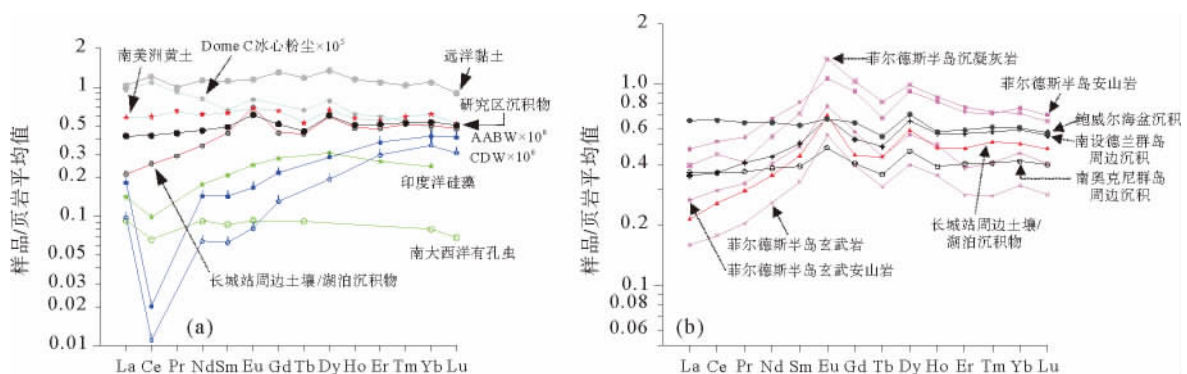 样品/页岩平均值
2
1
0.5
0.3
0.2
0.1
0.05
0.04
0.03
0.02
0.01
南美洲黄土
Dome C冰心粉尘×10⁵
远洋黏土
研究区沉积物
AABW×10⁶
CDW×10⁶
印度洋硅藻
南大西洋有孔虫
长城站周边土壤/湖泊沉积物
(a)
La Ce Pr Nd Sm Eu Gd Tb Dy Ho Er Tm Yb Lu
样品/页岩平均值
1.0
0.8
0.6
0.4
0.2
0.1
0.08
0.06
菲尔德斯半岛沉凝灰岩
菲尔德斯半岛安山岩
鲍威尔海盆沉积
南设德兰群岛
周边沉积
南奥克尼群岛
周边沉积
长城站周边土壤/
湖泊沉积物
菲尔德斯半岛玄武岩
菲尔德斯半岛玄武安山岩
(b)
La Ce Pr Nd Sm Eu Gd Tb Dy Ho Er Tm Yb Lu